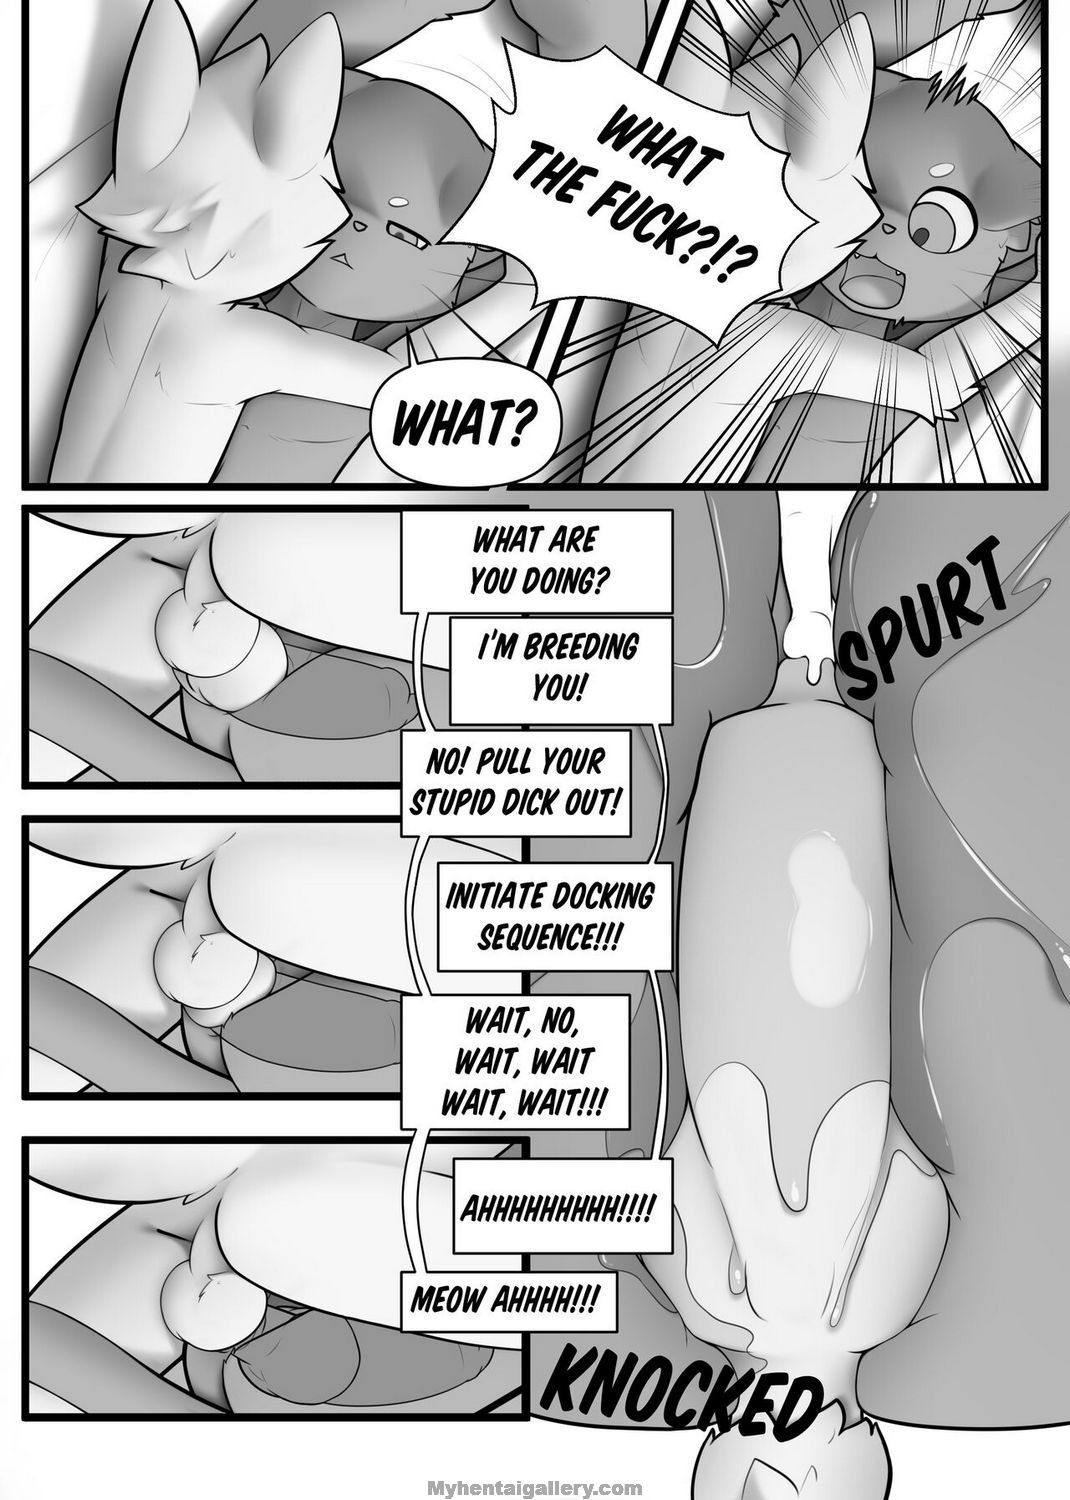 WHAT?
WHAT
THE FUCK?!?
WHAT ARE
YOU DOING?
I'M BREEDING
YOU!
NO! PULL YOUR
STUPID DICK OUT!
INITIATE DOCKING
SEQUENCE!!!
WAIT, NO,
WAIT, WAIT
WAIT, WAIT!!!
AHHHHHHHHH!!!!
MEOW AHHHH!!!
SPURT
KNOCKED
Myhentaigallery.com